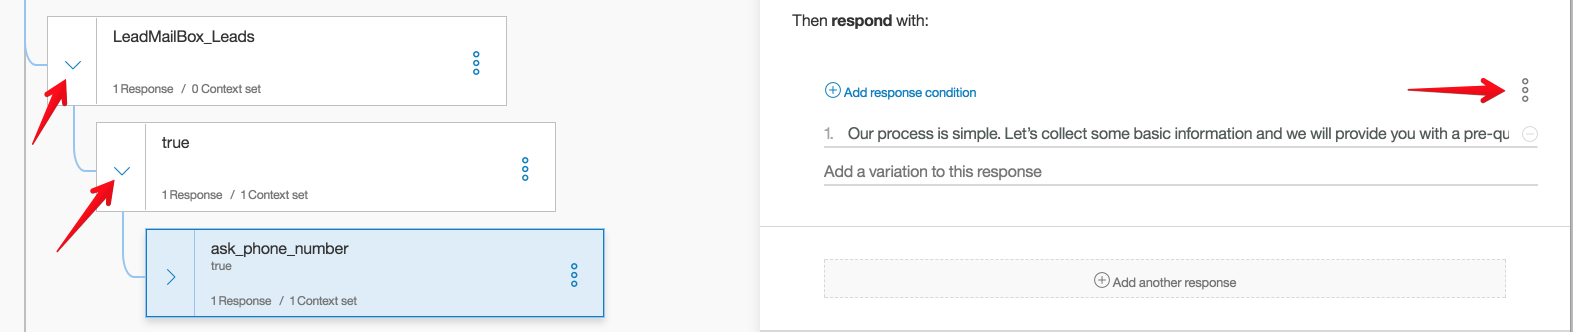 LeadMailBox_Leads
1 Response / 0 Context set
true
1 Response / 1 Context set
ask_phone_number
true
1 Response / 1 Context set
Then respond with:
Add response condition
1. Our process is simple. Let's collect some basic information and we will provide you with a pre-qu
Add a variation to this response
Add another response